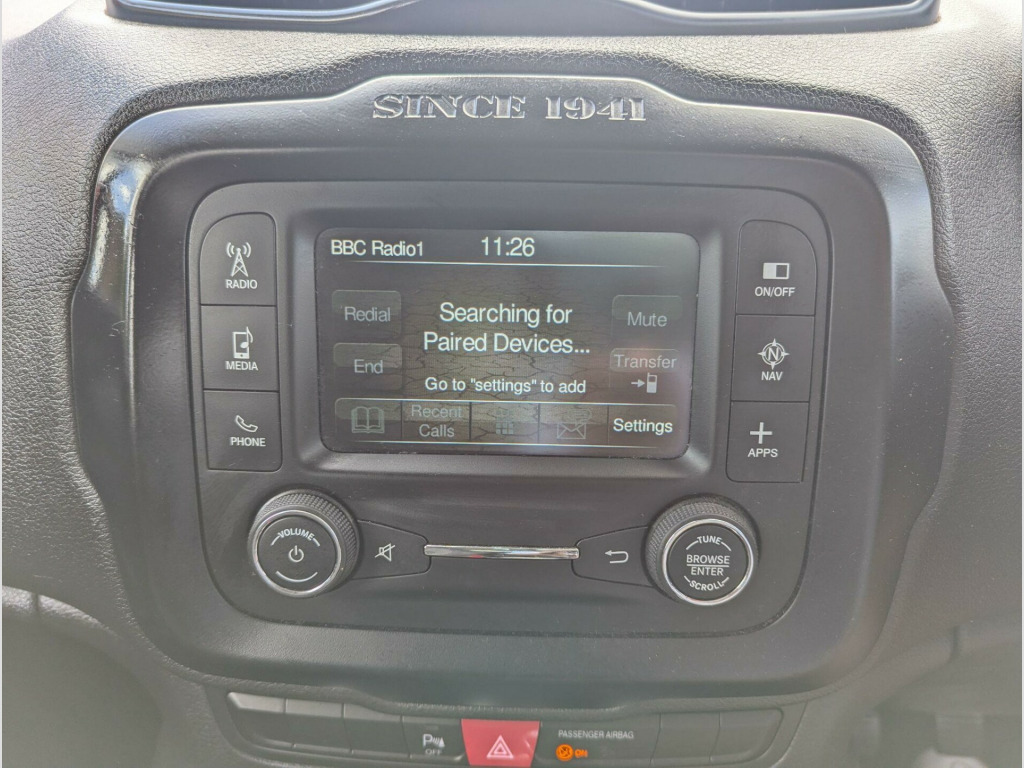 SINCE 1941
RADIO
MEDIA
PHONE
BBC Radio1 11:26
Redial
Searching for
Paired Devices...
Mute
End
Transfer
Go to "settings" to add
Recent
Calls
Settings
ON/OFF
N
NAV
APPS
VOLUME
TUNE
BROWSE
ENTER
SCROLL
P
OFF
PASSENGER AIRBAG
ON